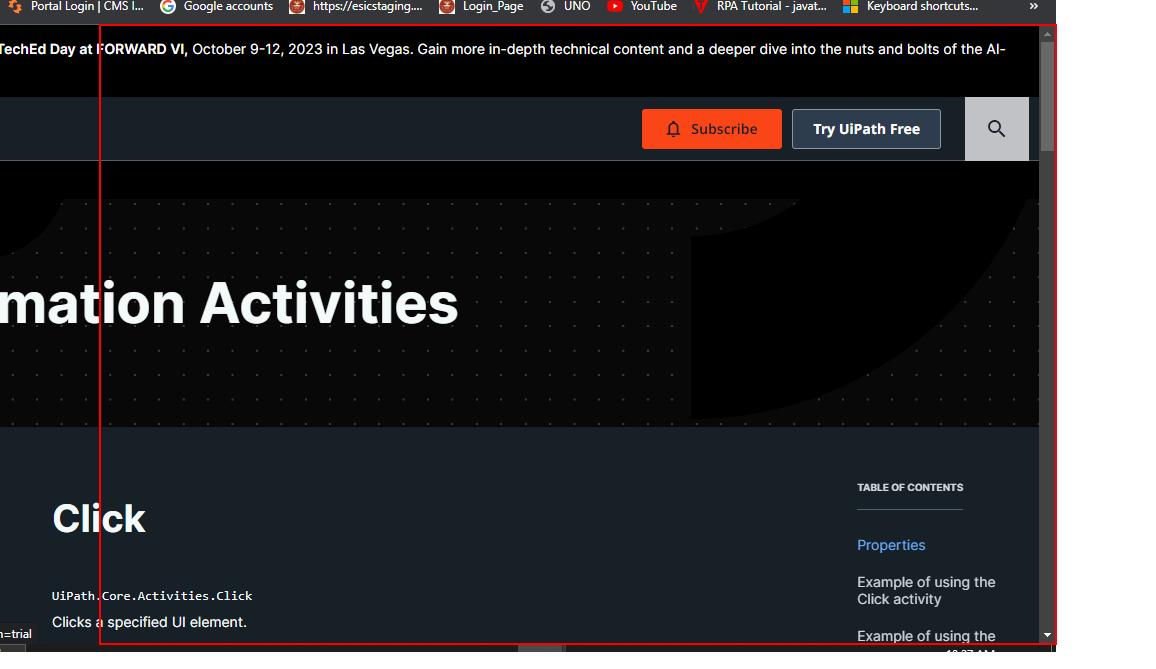 Portal Login | CMS I... Google accounts https://esicstaging.... Login_Page UNO YouTube RPA Tutorial - javat... Keyboard shortcuts... »
TechEd Day at FORWARD VI, October 9-12, 2023 in Las Vegas. Gain more in-depth technical content and a deeper dive into the nuts and bolts of the AI-
Subscribe Try UiPath Free
mation Activities
TABLE OF CONTENTS
Click
Properties
Example of using the
Click activity
UiPath.Core.Activities.Click
Clicks a specified UI element.
Example of using the
n=trial